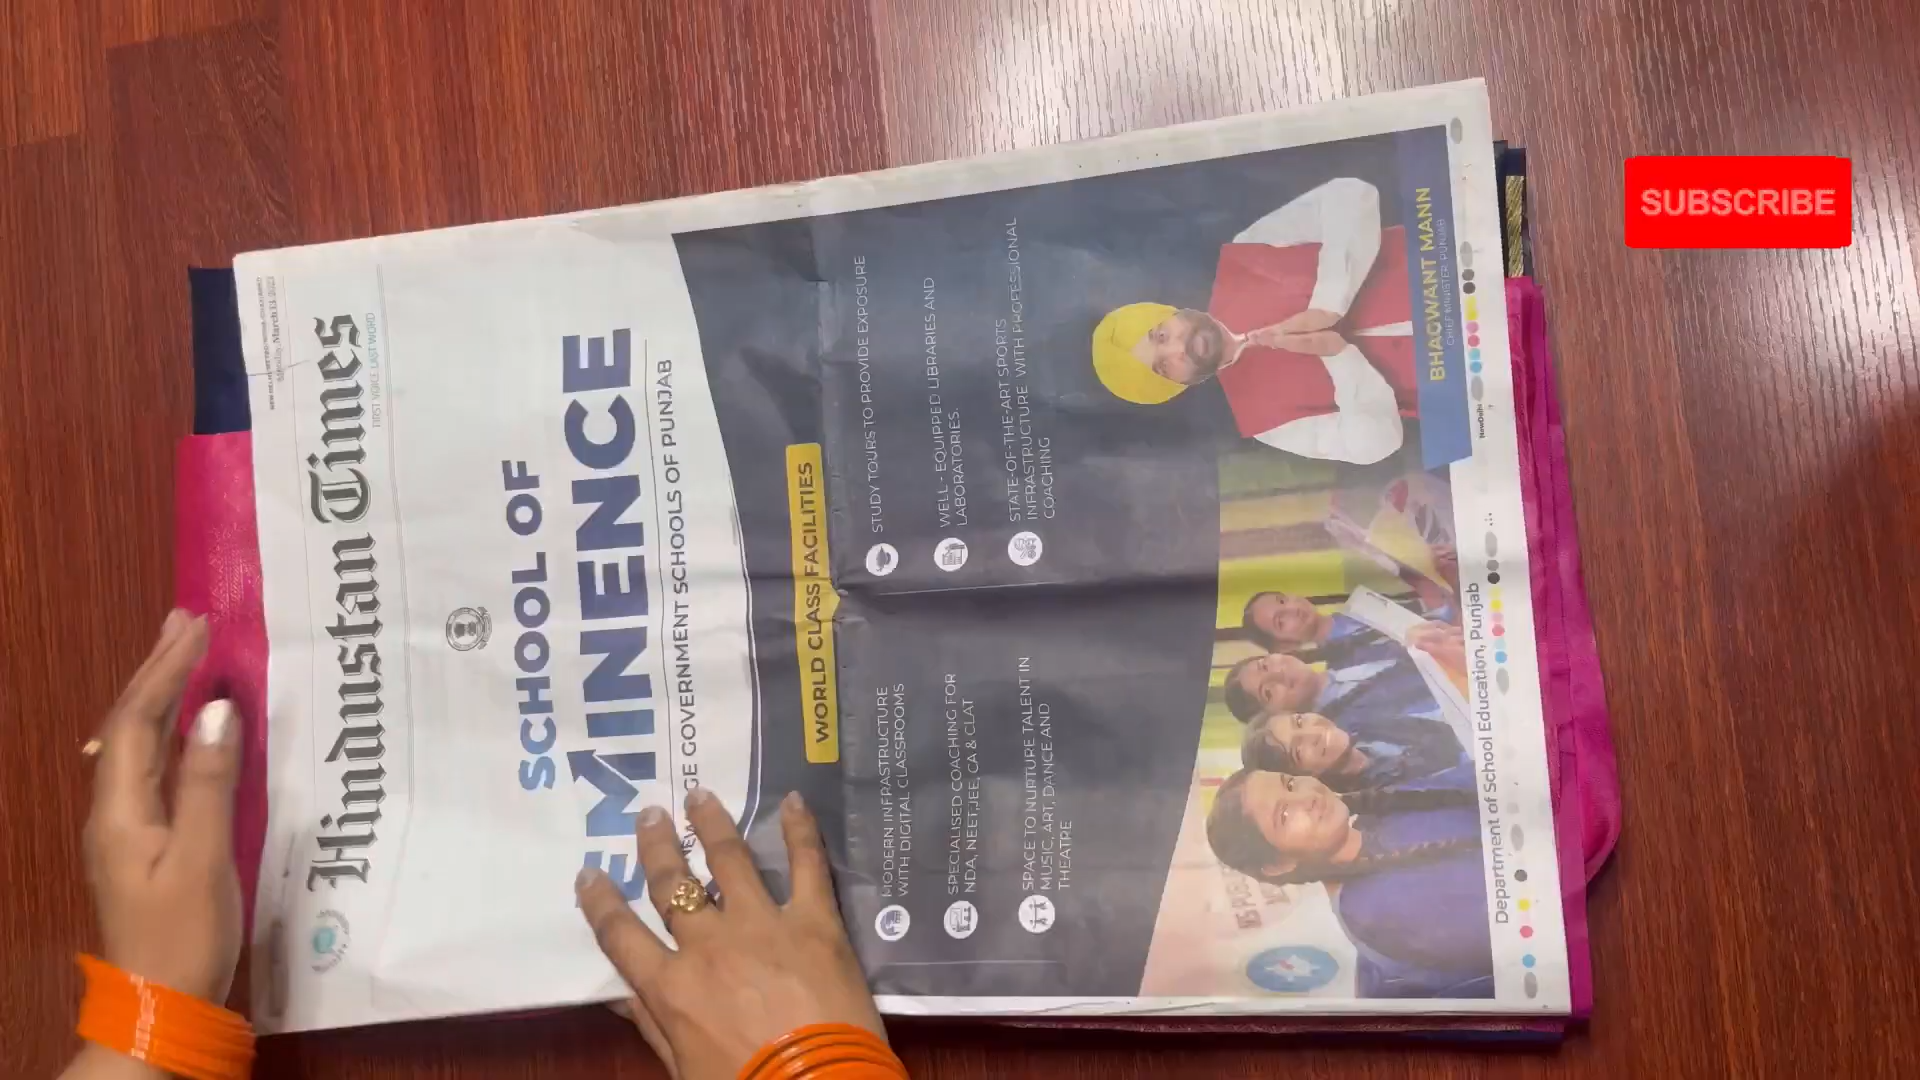 SUBSCRIBE
Hindustan Times
FIRST VOICE. LAST WORD
SCHOOL OF
EMINENCE
GOVERNMENT SCHOOLS OF PUNJAB
WORLD CLASS FACILITIES
MODERN INFRASTRUCTURE
WITH DIGITAL CLASSROOMS
SPECIALISED COACHING FOR
NDA, NEET,JEE, CA & CLAT
SPACE TO NURTURE TALENT IN
MUSIC, ART, DANCE AND
THEATRE
STUDY TOURS TO PROVIDE EXPOSURE
WELL - EQUIPPED LIBRARIES AND
LABORATORIES.
STATE-OF-THE-ART SPORTS
INFRASTRUCTURE WITH PROFESSIONAL
COACHING
BHAGWANT MANN
CHIEF MINISTER PUNJAB
Department of School Education, Punjab
NewDelhi